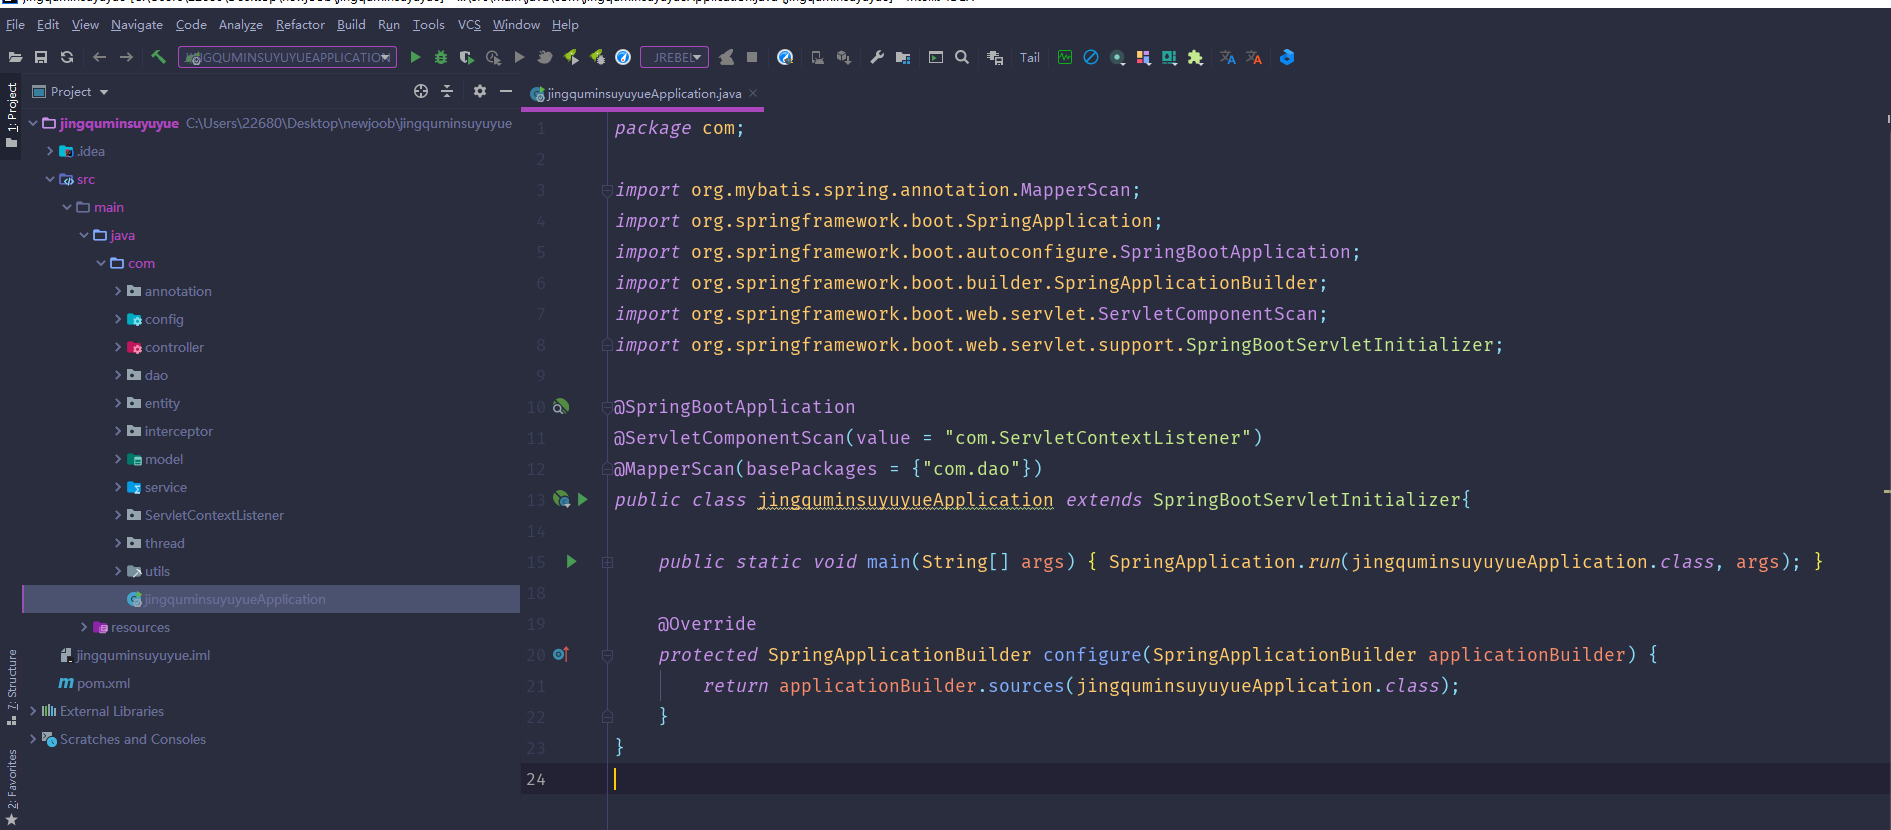 File Edit View Navigate Code Analyze Refactor Build Run Tools VCS Window Help
JINGQUMINSUYUYUEAPPLICATION JREBEL Tail
1: Project
Project
jingquminsuyuyue C:\Users\22680\Desktop\newjoob\jingquminsuyuyue
.idea
src
main
java
com
annotation
config
controller
dao
entity
interceptor
model
service
ServletContextListener
thread
utils
jingquminsuyuyueApplication
resources
jingquminsuyuyue.iml
pom.xml
External Libraries
Scratches and Consoles
7: Structure
2: Favorites
jingquminsuyuyueApplication.java
1 package com;
2
3 import org.mybatis.spring.annotation.MapperScan;
4 import org.springframework.boot.SpringApplication;
5 import org.springframework.boot.autoconfigure.SpringBootApplication;
6 import org.springframework.boot.builder.SpringApplicationBuilder;
7 import org.springframework.boot.web.servlet.ServletComponentScan;
8 import org.springframework.boot.web.servlet.support.SpringBootServletInitializer;
9
10 @SpringBootApplication
11 @ServletComponentScan(value = "com.ServletContextListener")
12 @MapperScan(basePackages = {"com.dao"})
13 public class jingquminsuyuyueApplication extends SpringBootServletInitializer{
14
15 public static void main(String[] args) { SpringApplication.run(jingquminsuyuyueApplication.class, args); }
18
19 @Override
20 protected SpringApplicationBuilder configure(SpringApplicationBuilder applicationBuilder) {
21 return applicationBuilder.sources(jingquminsuyuyueApplication.class);
22 }
23 }
24